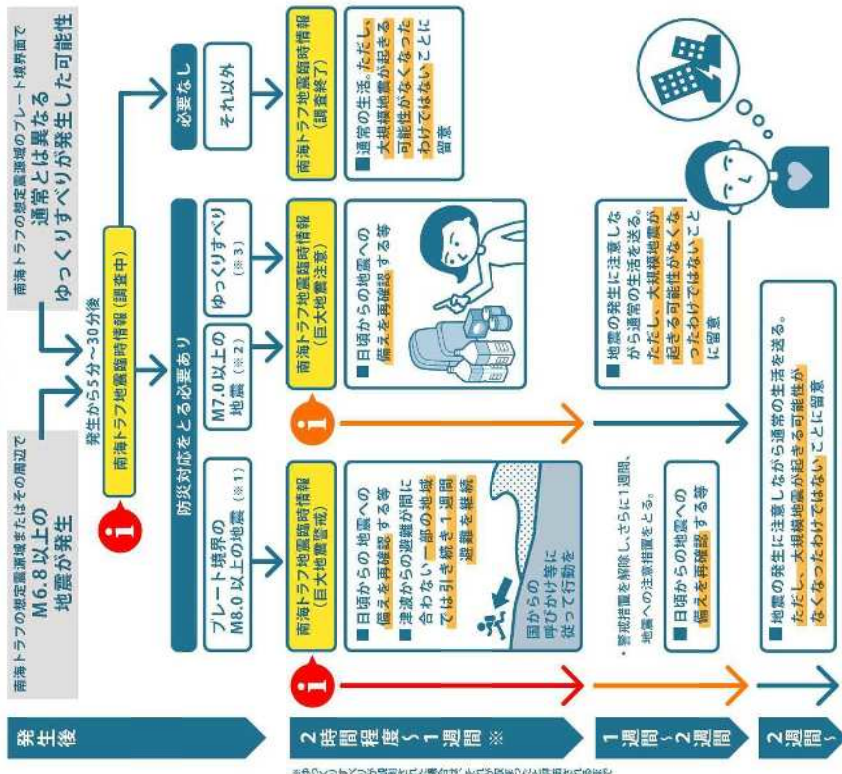 南海トラフの想定震源域またはその周辺で
M6.8以上の
地震が発生
南海トラフの想定震源域のプレート境界面で
通常とは異なる
ゆっくりすべりが発生した可能性
発生後
発生から5分～30分後
南海トラフ地震臨時情報(調査中)
防災対応をとる必要あり
必要なし
プレート境界の
M8.0以上の地震(※1)
M7.0以上の
地震(※2)
ゆっくりすべり
(※3)
それ以外
2時間程度～1週間※
南海トラフ地震臨時情報
(巨大地震警戒)
■日頃からの地震への
備えを再確認する等
■津波からの避難が間に
合わない一部の地域
では引き続き1週間
避難を継続
国からの
呼びかけ等に
従って行動を
南海トラフ地震臨時情報
(巨大地震注意)
■日頃からの地震への
備えを再確認する等
南海トラフ地震臨時情報
(調査終了)
■通常の生活。ただし、
大規模地震が起きる
可能性がなくなった
わけではないことに
留意
1週間～2週間
・警戒措置を解除し、さらに1週間、
地震への注意措置をとる。
■日頃からの地震への
備えを再確認する等
■地震の発生に注意しな
がら通常の生活を送る。
ただし、大規模地震が
起きる可能性がなくな
ったわけではないこと
に留意
2週間～
■地震の発生に注意しながら通常の生活を送る。
ただし、大規模地震が起きる可能性が
なくなったわけではないことに留意